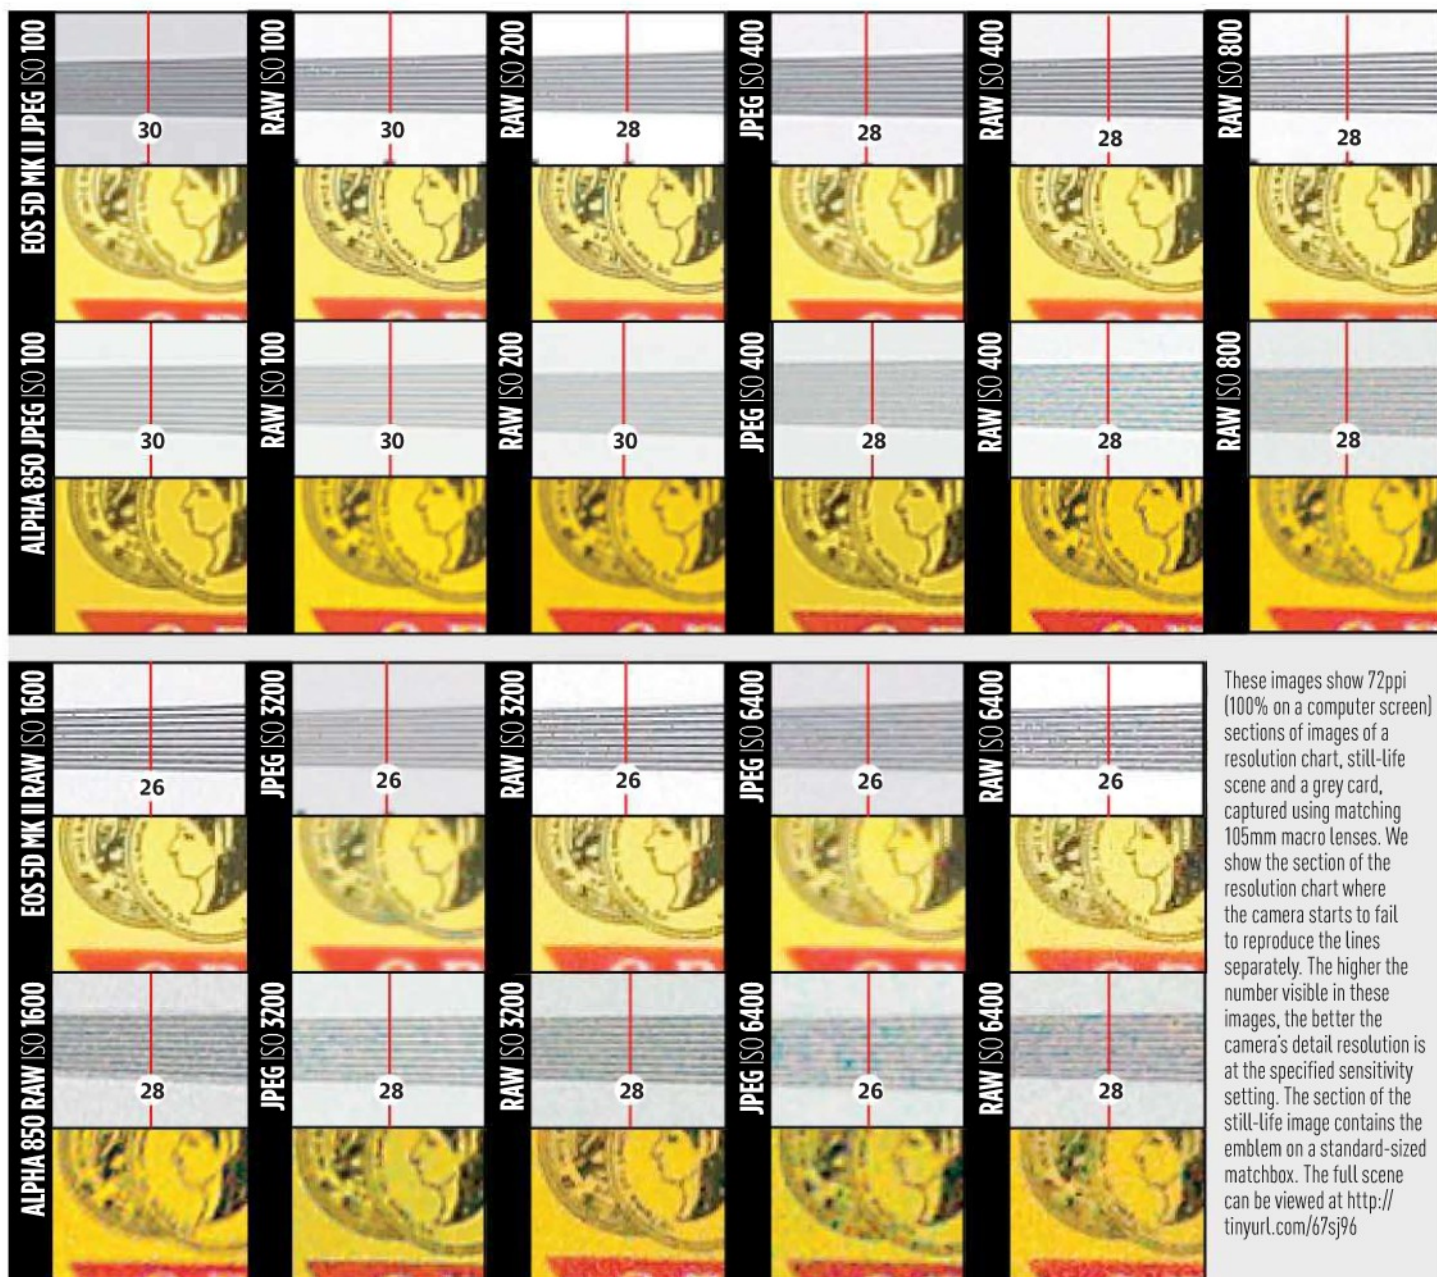 EOS 5D MK II JPEG ISO 100
30
RAW ISO 100
30
RAW ISO 200
28
JPEG ISO 400
28
RAW ISO 400
28
RAW ISO 800
28
ALPHA 850 JPEG ISO 100
30
RAW ISO 100
30
RAW ISO 200
30
JPEG ISO 400
28
RAW ISO 400
28
RAW ISO 800
28
EOS 5D MK II RAW ISO 1600
26
JPEG ISO 3200
26
RAW ISO 3200
26
JPEG ISO 6400
26
RAW ISO 6400
26
ALPHA 850 RAW ISO 1600
28
JPEG ISO 3200
28
RAW ISO 3200
28
JPEG ISO 6400
26
RAW ISO 6400
28
These images show 72ppi
(100% on a computer screen)
sections of images of a
resolution chart, still-life
scene and a grey card,
captured using matching
105mm macro lenses. We
show the section of the
resolution chart where
the camera starts to fail
to reproduce the lines
separately. The higher the
number visible in these
images, the better the
camera's detail resolution is
at the specified sensitivity
setting. The section of the
still-life image contains the
emblem on a standard-sized
matchbox. The full scene
can be viewed at http://
tinyurl.com/67sj96